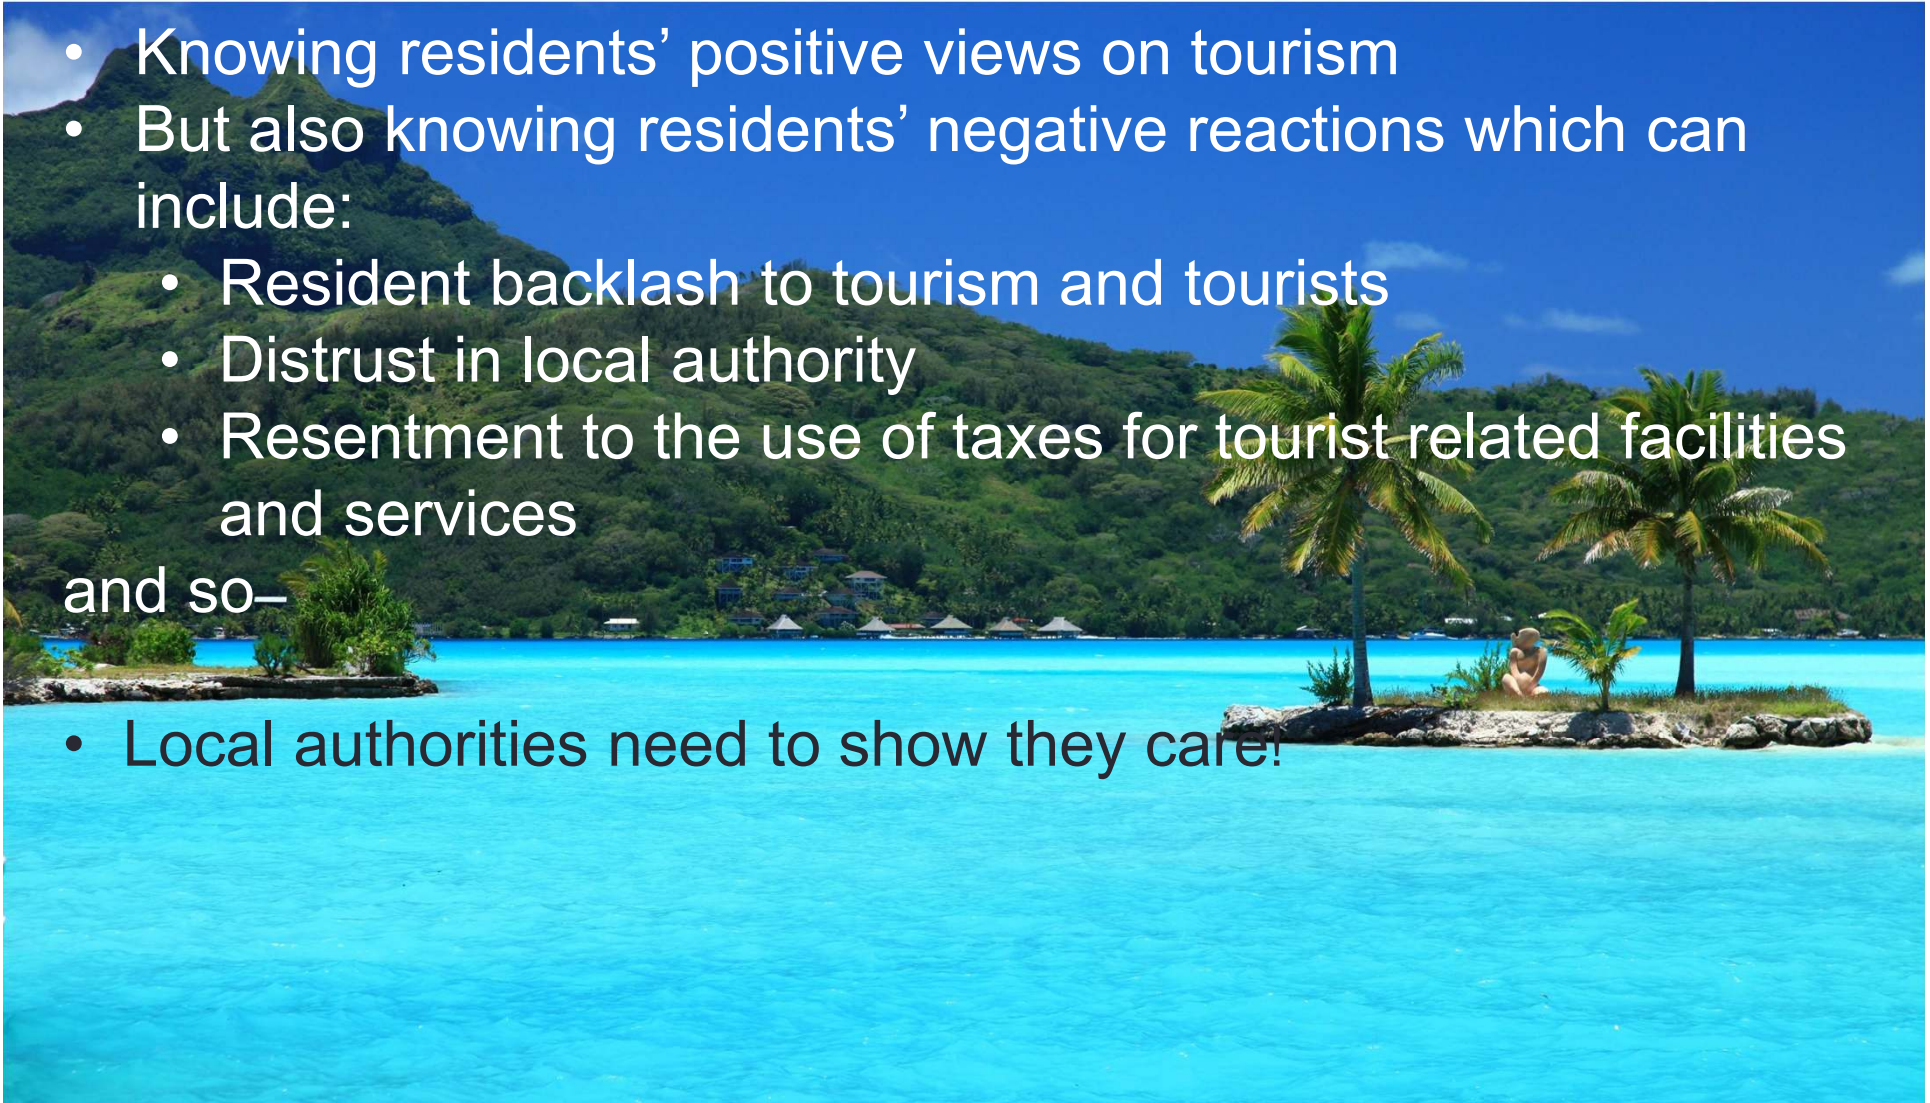 • Knowing residents’ positive views on tourism
• But also knowing residents’ negative reactions which can
include:
• Resident backlash to tourism and tourists
• Distrust in local authority
• Resentment to the use of taxes for tourist related facilities
and services
and so–
• Local authorities need to show they care!